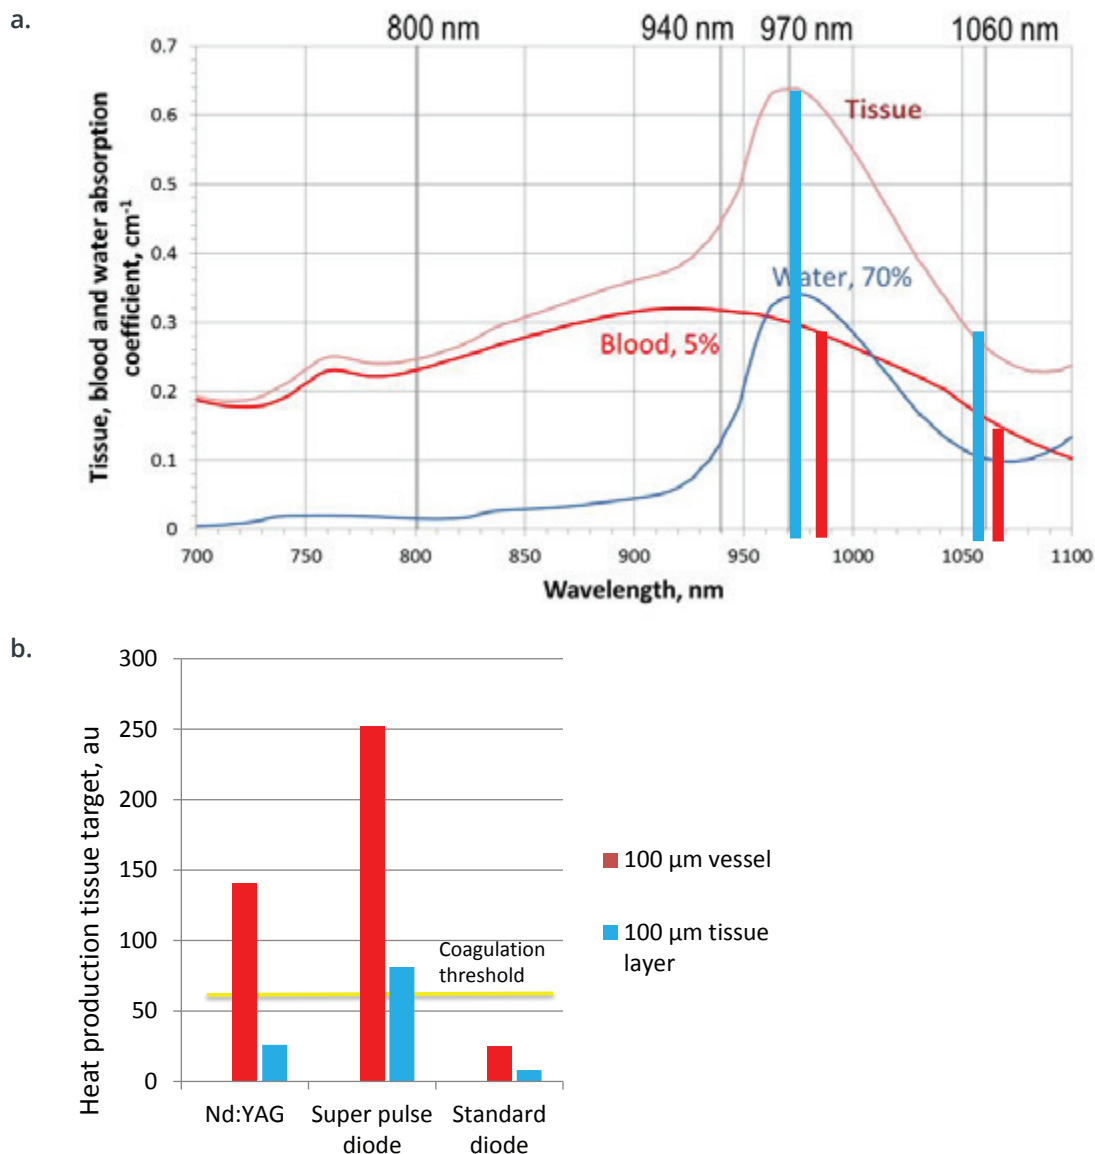 a.
800 nm
940 nm
970 nm
1060 nm
Tissue, blood and water absorption
coefficient, cm-1
0.7
0.6
0.5
0.4
0.3
0.2
0.1
0
Tissue
Water, 70%
Blood, 5%
700
750
800
850
900
950
1000
1050
1100
Wavelength, nm
b.
Heat production tissue target, au
300
250
200
150
100
50
0
Coagulation
threshold
100 µm vessel
100 µm tissue
layer
Nd:YAG
Super pulse
diode
Standard
diode